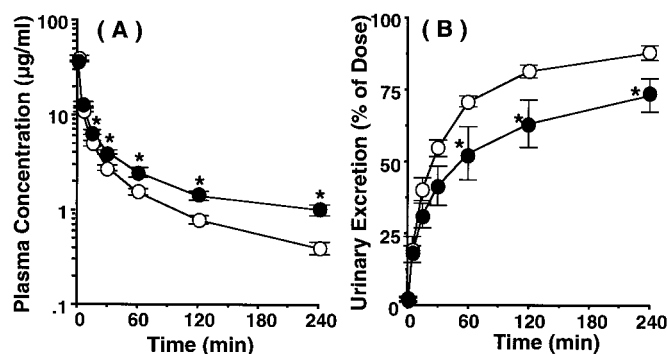 ( A )
Plasma Concentration (µg/ml)
100
10
1
.1
* * * * *
0 60 120 180 240
Time (min)
( B )
Urinary Excretion (% of Dose)
100
75
50
25
0
* * *
0 60 120 180 240
Time (min)